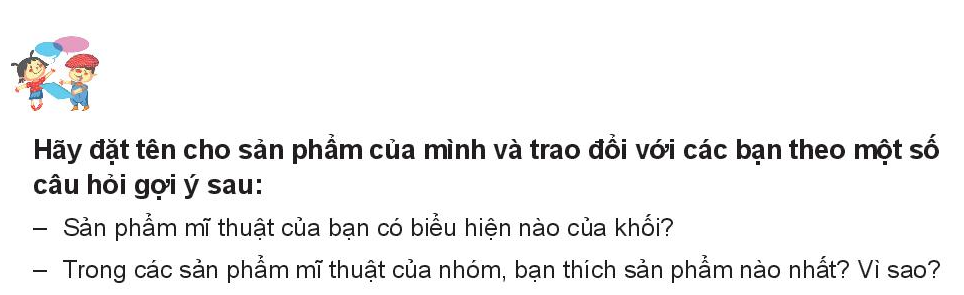 Hãy đặt tên cho sản phẩm của mình và trao đổi với các bạn theo một số
câu hỏi gợi ý sau:
– Sản phẩm mĩ thuật của bạn có biểu hiện nào của khối?
– Trong các sản phẩm mĩ thuật của nhóm, bạn thích sản phẩm nào nhất? Vì sao?